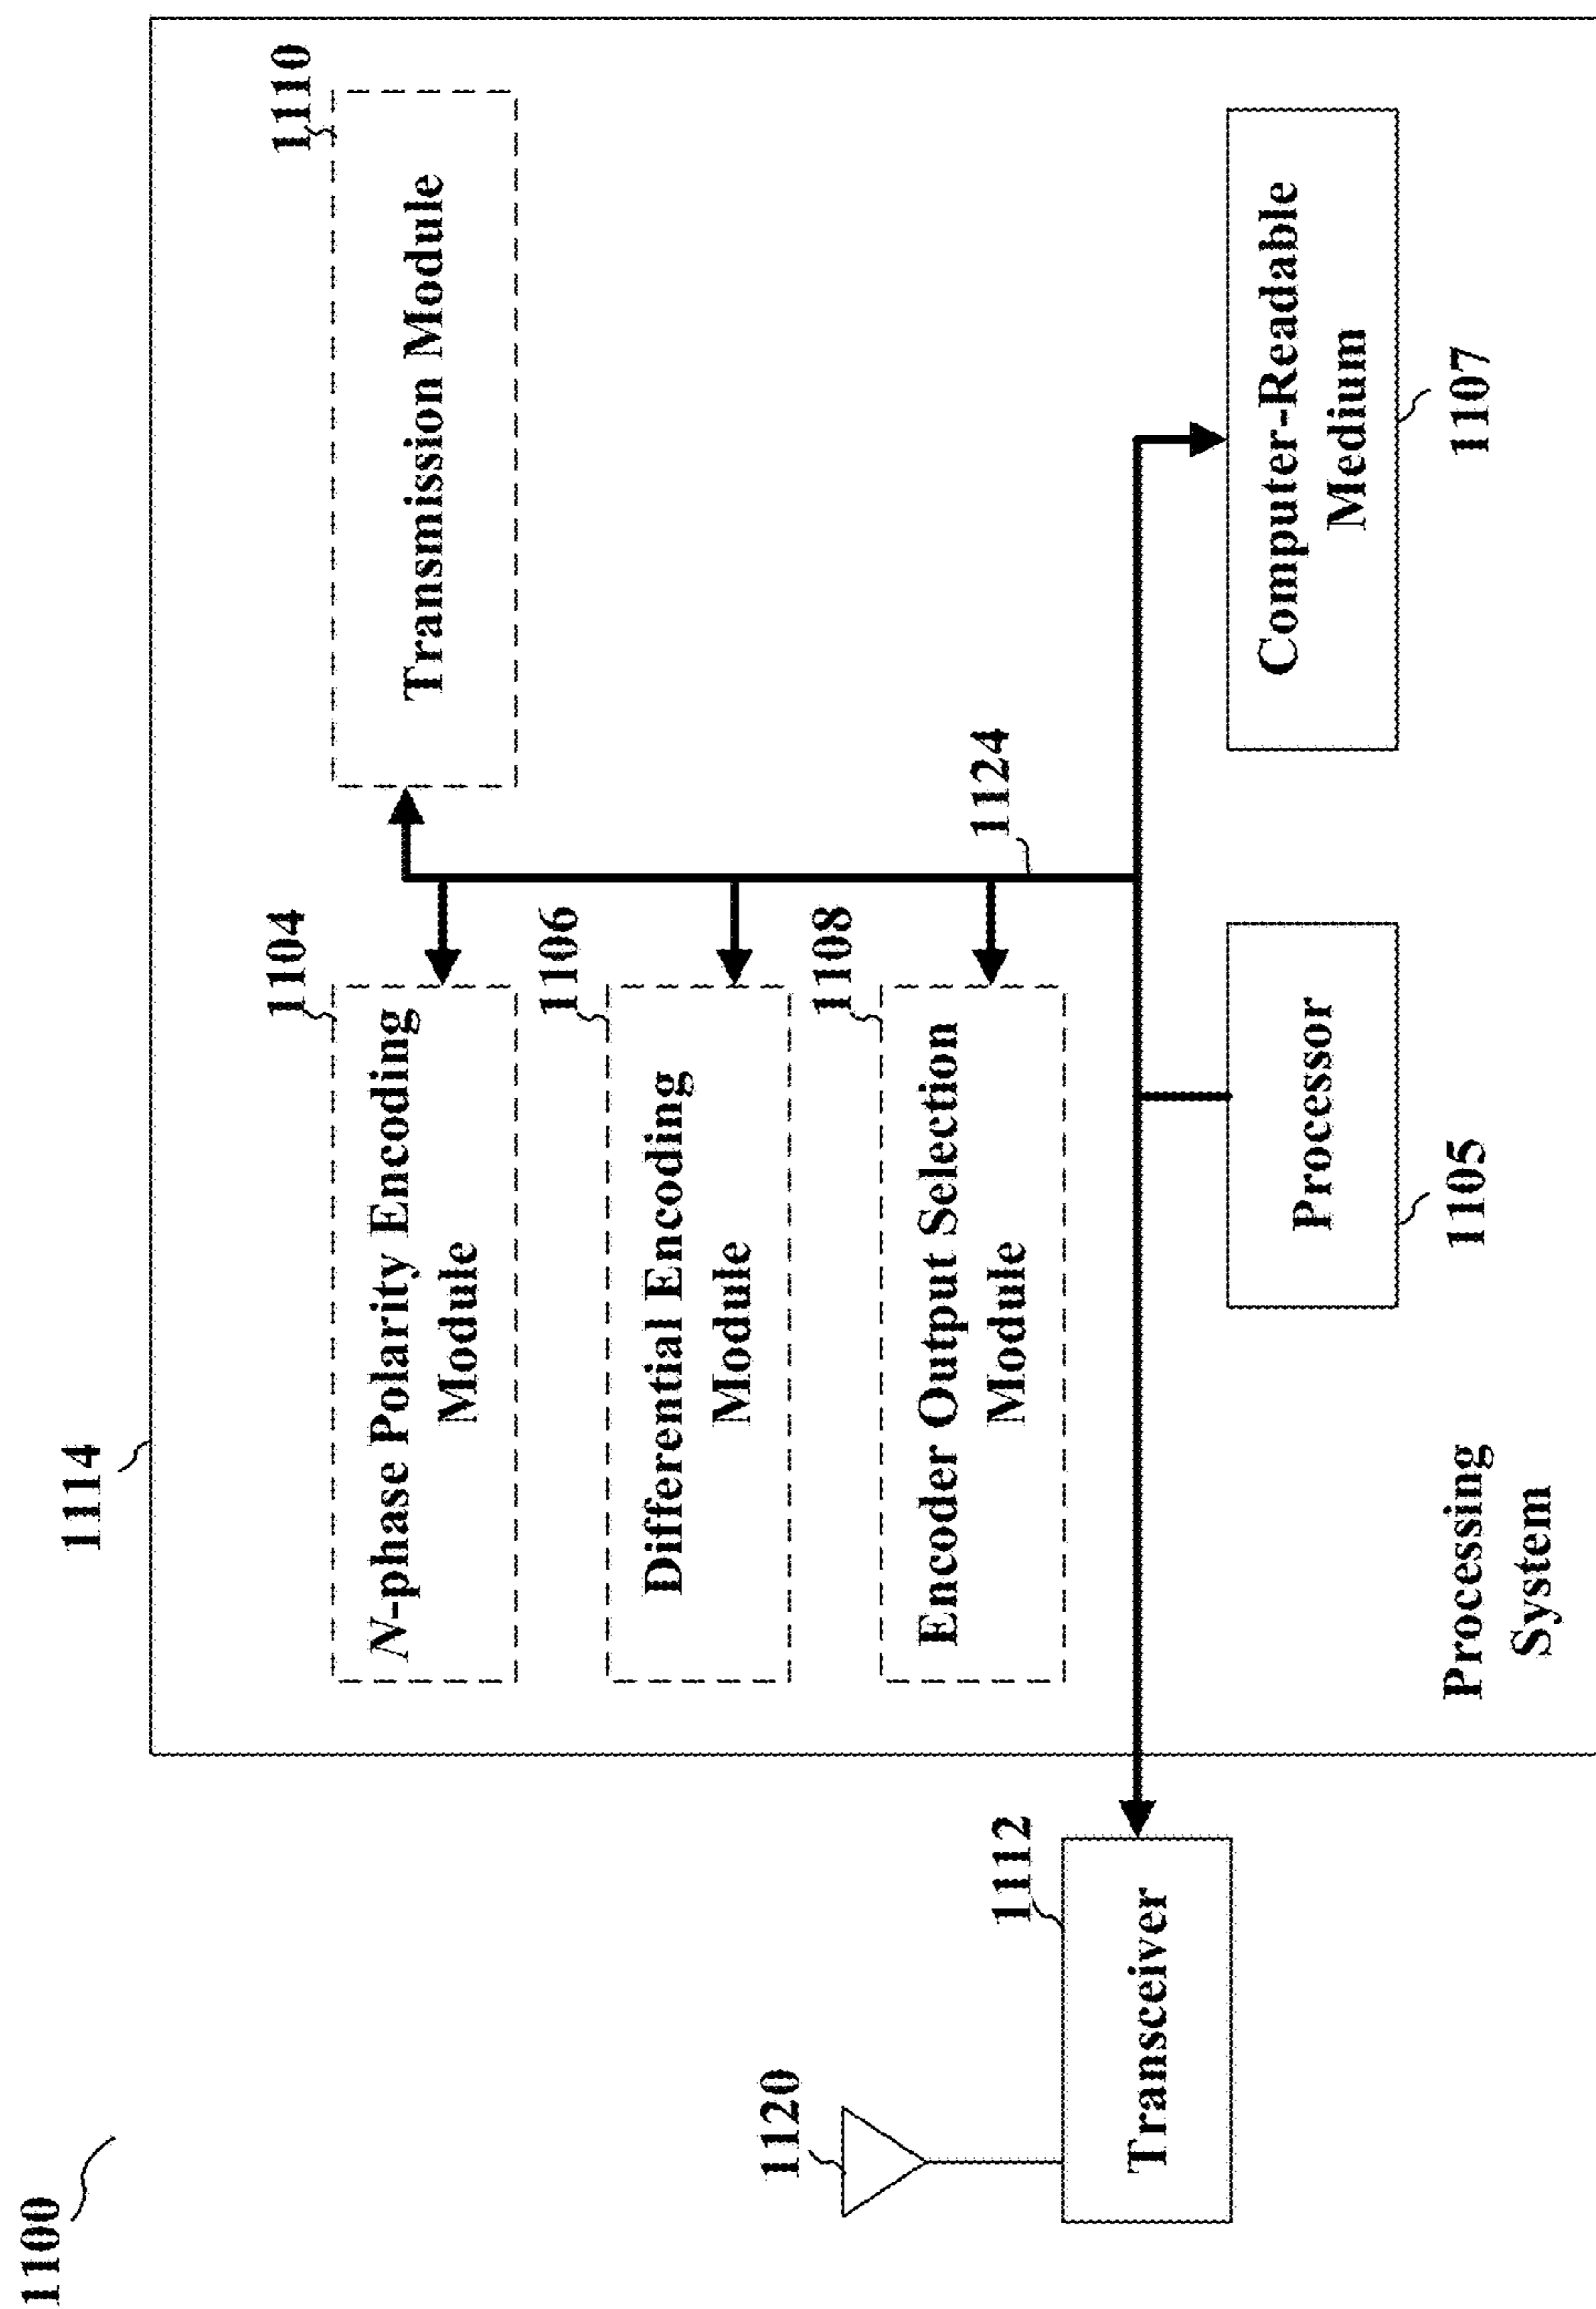 1100
1114
1104
N-phase Polarity Encoding
Module
1110
Transmission Module
1106
Differential Encoding
Module
1108
Encoder Output Selection
Module
1124
1120
1112
Transceiver
Processor
1105
Computer-Readable
Medium
1107
Processing
System